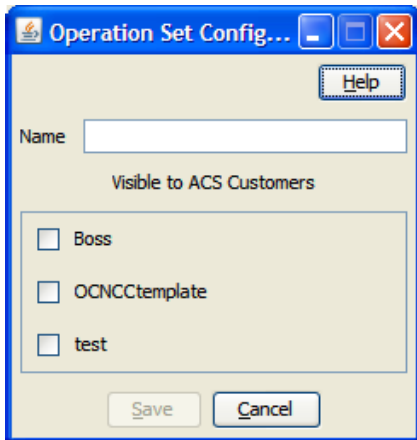 Operation Set Config...
Help
Name
Visible to ACS Customers
Boss
OCNCCtemplate
test
Save Cancel